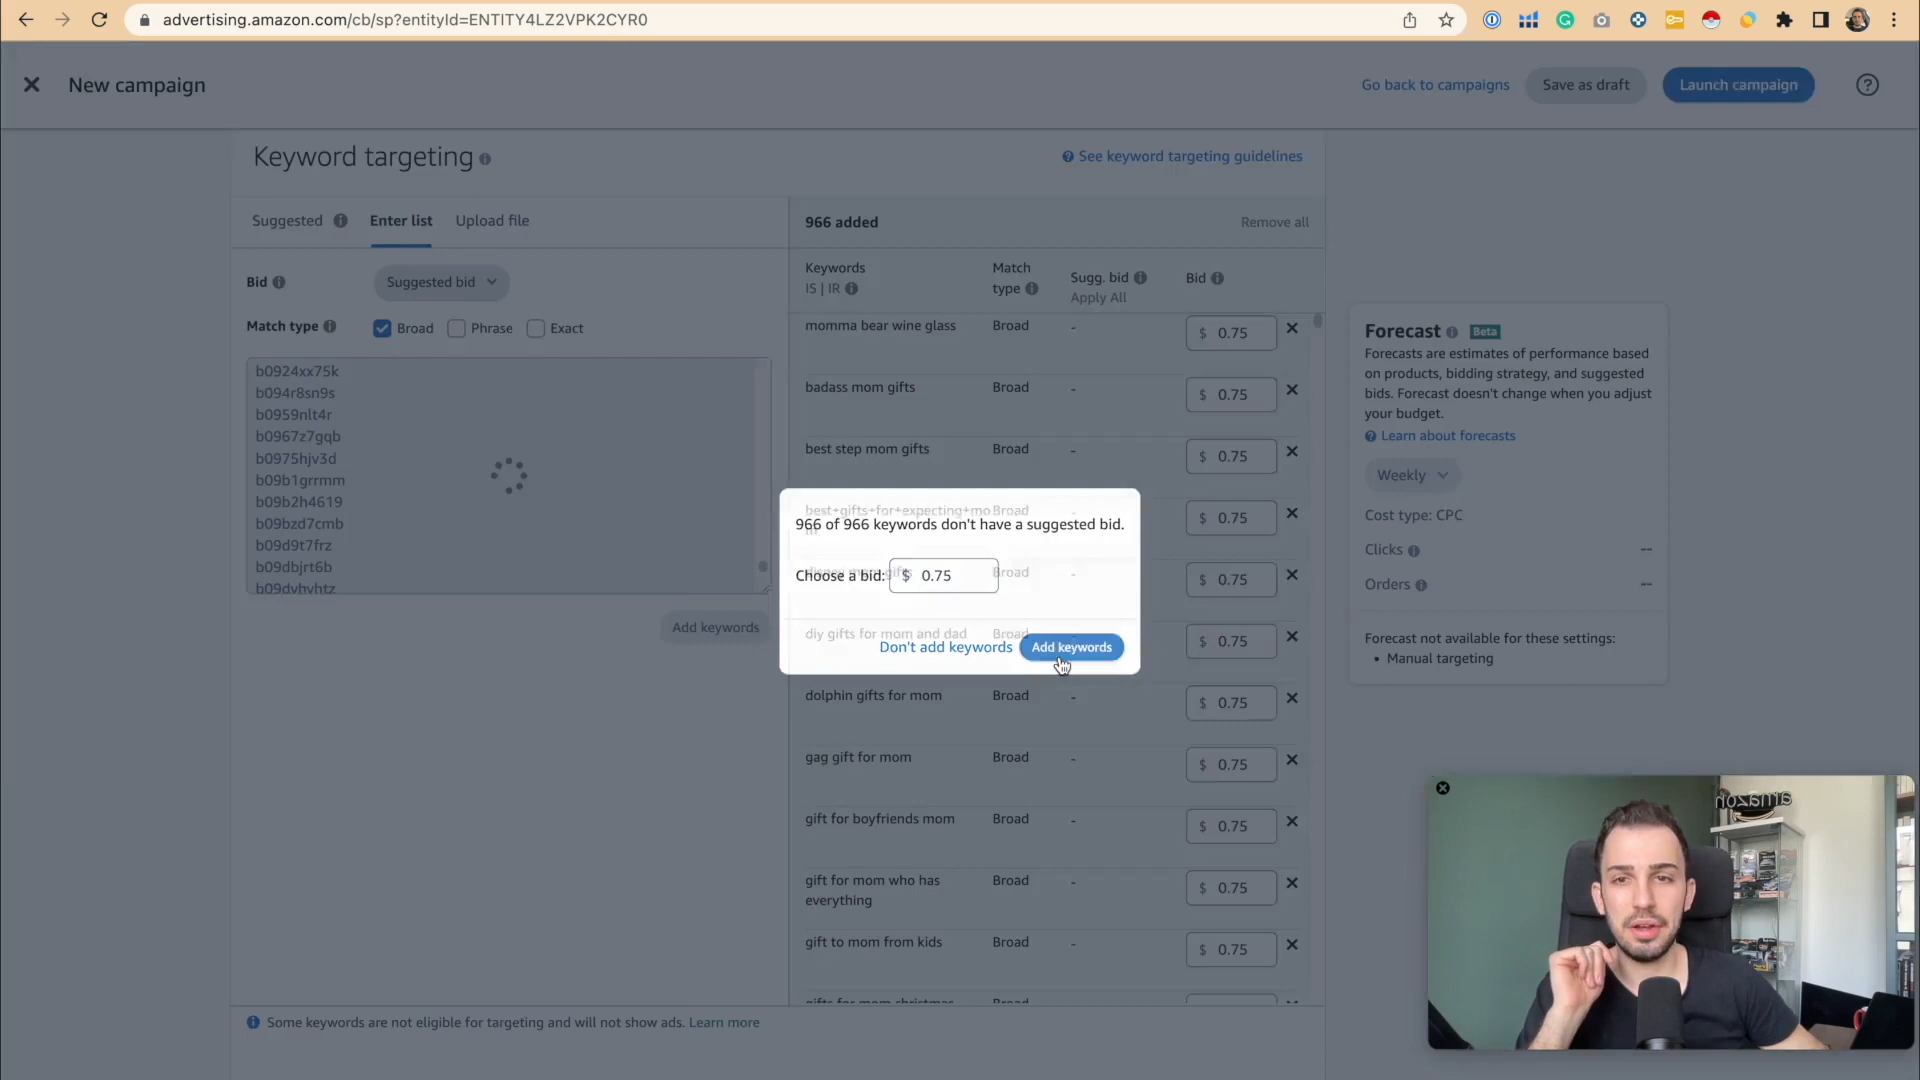 advertising.amazon.com/cb/sp?entityId=ENTITY4LZ2VPK2CYR0
New campaign
Go back to campaigns
Save as draft
Launch campaign
Keyword targeting
See keyword targeting guidelines
Suggested
Enter list
Upload file
966 added
Remove all
Bid
Suggested bid
Keywords
IS | IR
Match
type
Sugg. bid
Apply All
Bid
Match type
Broad
Phrase
Exact
b0924xx75k
b094r8sn9s
b0959nlt4r
b0967z7gqb
b0975hjv3d
b09b1grrmm
b09b2h4619
b09bzd7cmb
b09d9t7frz
b09dbjrt6b
b09dvhvhtz
Add keywords
momma bear wine glass Broad - $ 0.75
badass mom gifts Broad - $ 0.75
best step mom gifts Broad - $ 0.75
best+gifts+for+expecting+mo Broad - $ 0.75
m
disney mom gifts Broad - $ 0.75
diy gifts for mom and dad Broad - $ 0.75
dolphin gifts for mom Broad - $ 0.75
gag gift for mom Broad - $ 0.75
gift for boyfriends mom Broad - $ 0.75
gift for mom who has Broad - $ 0.75
everything
gift to mom from kids Broad - $ 0.75
gifts for mom christmas Broad
966 of 966 keywords don't have a suggested bid.
Choose a bid: $ 0.75
Don't add keywords
Add keywords
Some keywords are not eligible for targeting and will not show ads. Learn more
Forecast
Beta
Forecasts are estimates of performance based
on products, bidding strategy, and suggested
bids. Forecast doesn't change when you adjust
your budget.
Learn about forecasts
Weekly
Cost type: CPC
Clicks --
Orders --
Forecast not available for these settings:
• Manual targeting
amazon